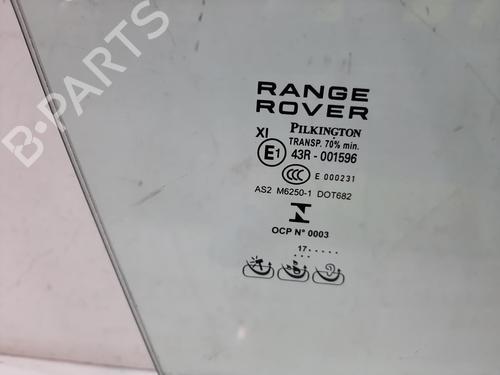 B-PARTS
RANGE
ROVER
XI PILKINGTON
TRANSP. 70% min.
E1 43R - 001596
CCC E 000231
AS2 M6250-1 DOT682
N
OCP N° 0003
17.....
...